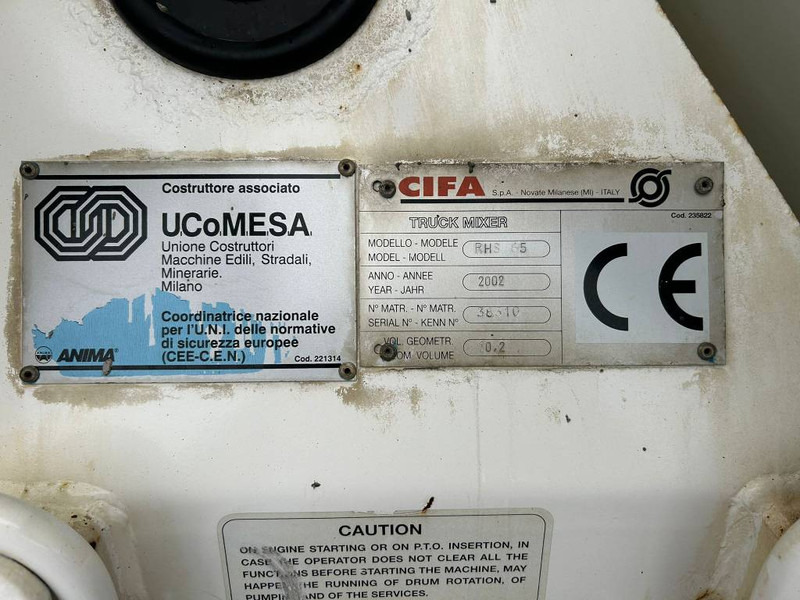 Costruttore associato
U.Co.M.E.S.A.
Unione Costruttori
Macchine Edili, Stradali,
Minerarie.
Milano
Coordinatrice nazionale
per l'U.N.I. delle normative
di sicurezza europeè
(CEE-C.E.N.)
ANIMA®
Cod. 221314
CIFA S.p.A. - Novate Milanese (MI) - ITALY
Cod. 235822
TRUCK MIXER
MODELLO - MODELE
MODEL - MODELL
RHS
ANNO - ANNEE
YEAR - JAHR
2002
N° MATR. - N° MATR.
SERIAL N° - KENN N°
VOL. GEOMETR.
VOLUME
CE
CAUTION
ON ENGINE STARTING OR ON P.T.O. INSERTION, IN
CASE THE OPERATOR DOES NOT CLEAR ALL THE
FUNCTIONS BEFORE STARTING THE MACHINE, MAY
HAPPEN THE RUNNING OF DRUM ROTATION, OF
AND OF THE SERVICES.